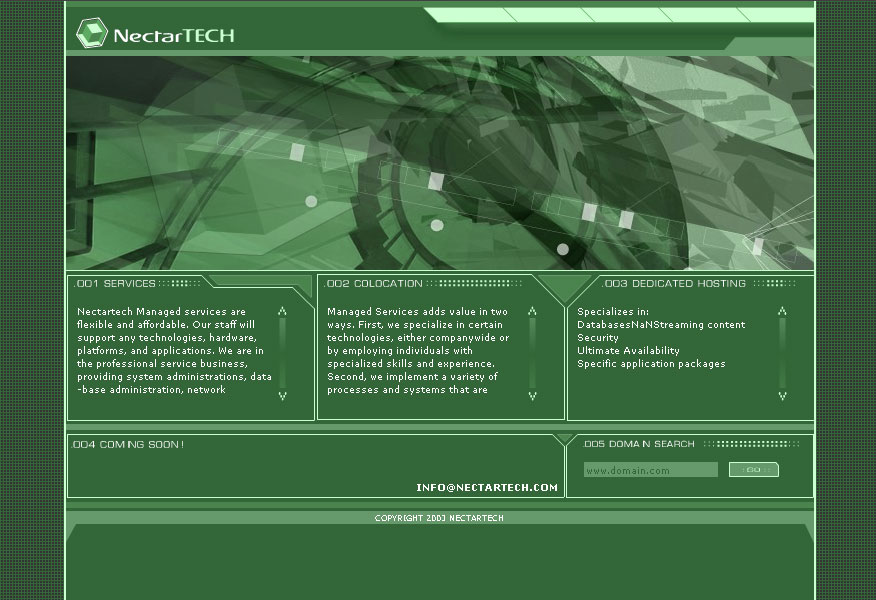 NectarTECH
.001 SERVICES
Nectartech Managed services are
flexible and affordable. Our staff will
support any technologies, hardware,
platforms, and applications. We are in
the professional service business,
providing system administrations, data
-base administration, network
.002 COLOCATION
Managed Services adds value in two
ways. First, we specialize in certain
technologies, either companywide or
by employing individuals with
specialized skills and experience.
Second, we implement a variety of
processes and systems that are
.003 DEDICATED HOSTING
Specializes in:
DatabasesNaNStreaming content
Security
Ultimate Availability
Specific application packages
.004 COMING SOON!
INFO@NECTARTECH.COM
.005 DOMAIN SEARCH
www.domain.com
GO
COPYRIGHT 2003 NECTARTECH